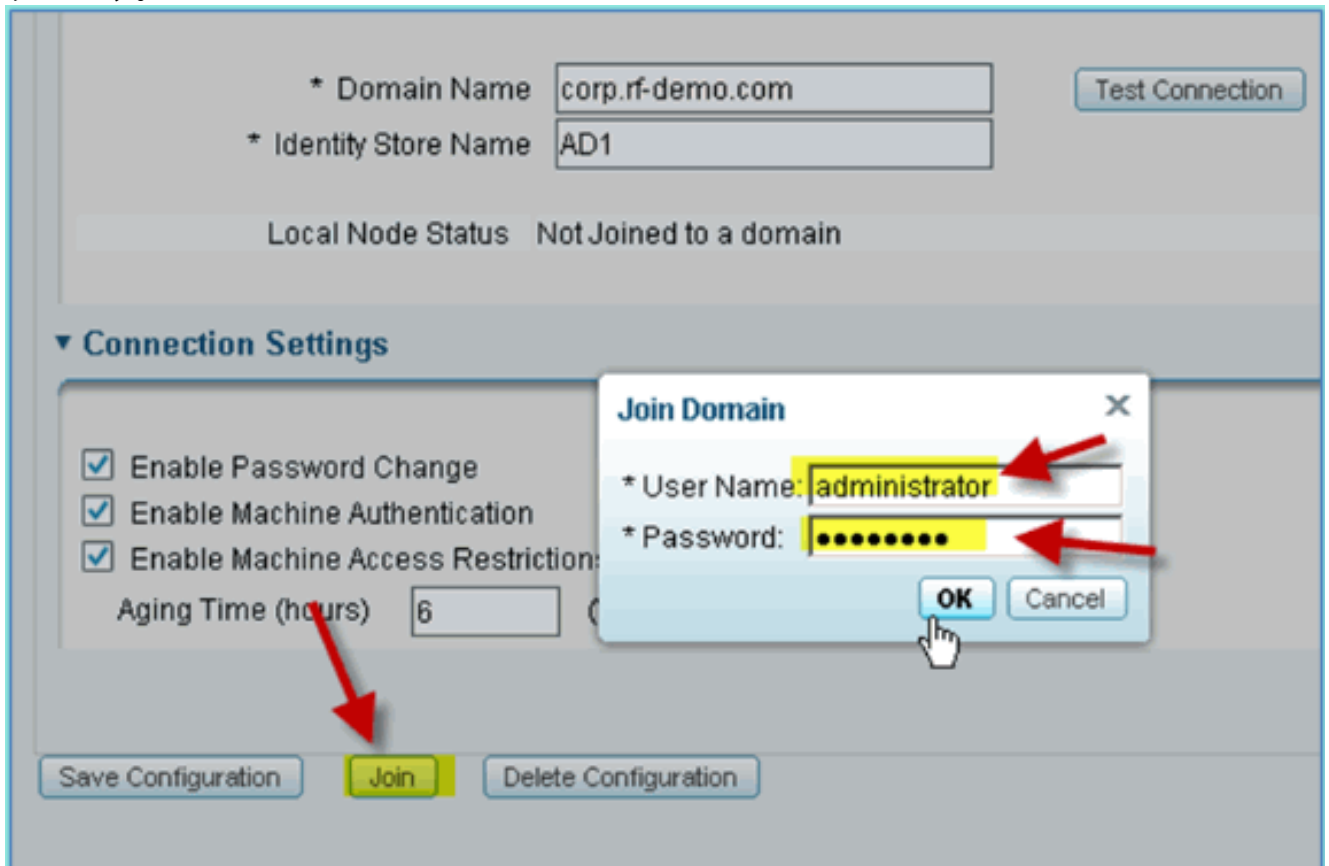 * Domain Name corp.rf-demo.com Test Connection
* Identity Store Name AD1
Local Node Status Not Joined to a domain
Connection Settings
Enable Password Change
Enable Machine Authentication
Enable Machine Access Restrictions
Aging Time (hours) 6 (
Join Domain
* User Name: administrator
* Password: ••••••••
OK Cancel
Save Configuration Join Delete Configuration